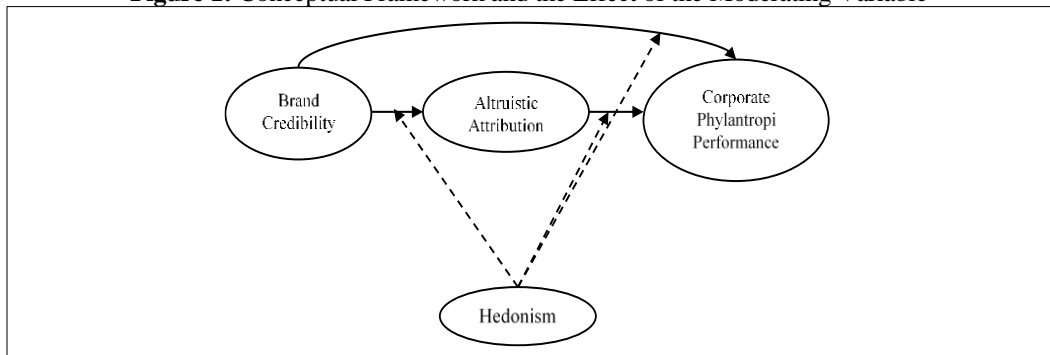 Figure 2. Conceptual Framework and the Effect of the Moderating Variable
Brand
Credibility
Altruistic
Attribution
Corporate
Phylantropi
Performance
Hedonism